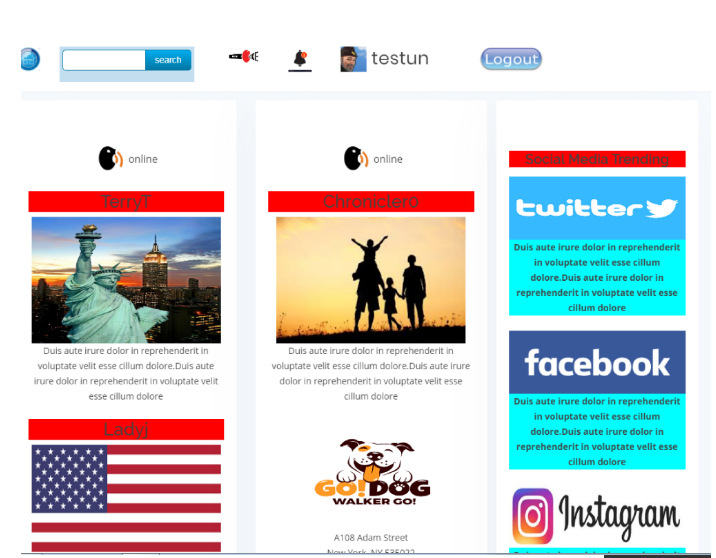 search
testun
Logout
online
TerryT
Duis aute irure dolor in reprehenderit in
voluptate velit esse cillum dolore.Duis aute
irure dolor in reprehenderit in voluptate velit
esse cillum dolore
Ladyj
online
Chronicler0
Duis aute irure dolor in reprehenderit in
voluptate velit esse cillum dolore.Duis aute irure
dolor in reprehenderit in voluptate velit esse
cillum dolore
GO! DOG
WALKER GO!
A108 Adam Street
New York, NY 535022
Social Media Trending
twitter
Duis aute irure dolor in reprehenderit
in voluptate velit esse cillum
dolore.Duis aute irure dolor in
reprehenderit in voluptate velit esse
cillum dolore
facebook
Duis aute irure dolor in reprehenderit
in voluptate velit esse cillum
dolore.Duis aute irure dolor in
reprehenderit in voluptate velit esse
cillum dolore
Instagram